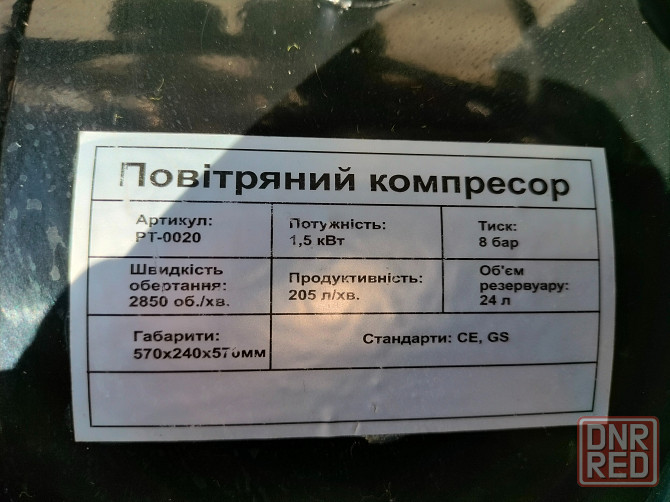 Повітряний компресор
Артикул:
PT-0020
Потужність:
1,5 кВт
Тиск:
8 бар
Швидкість
обертання:
2850 об./хв.
Продуктивність:
205 л/хв.
Об'єм
резервуару:
24 л
Габарити:
570х240х570мм
Стандарти: CE, GS
DNR
RED